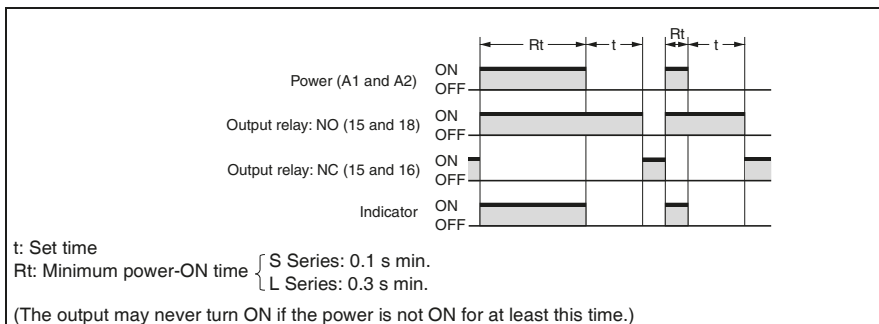 Rt t Rt t
Power (A1 and A2) ON
OFF
Output relay: NO (15 and 18) ON
OFF
Output relay: NC (15 and 16) ON
OFF
Indicator ON
OFF
t: Set time
Rt: Minimum power-ON time { S Series: 0.1 s min.
L Series: 0.3 s min.
(The output may never turn ON if the power is not ON for at least this time.)